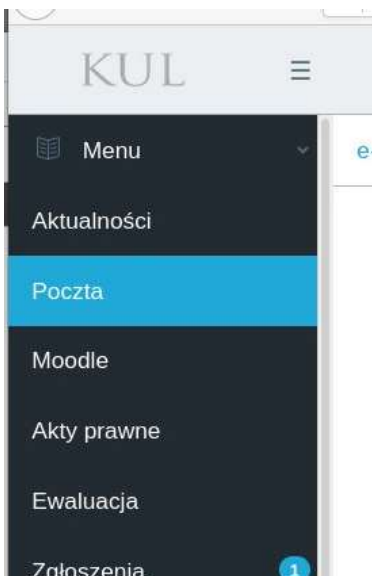 KUL
Menu
Aktualności
Poczta
Moodle
Akty prawne
Ewaluacja
Zgłoszenia 1